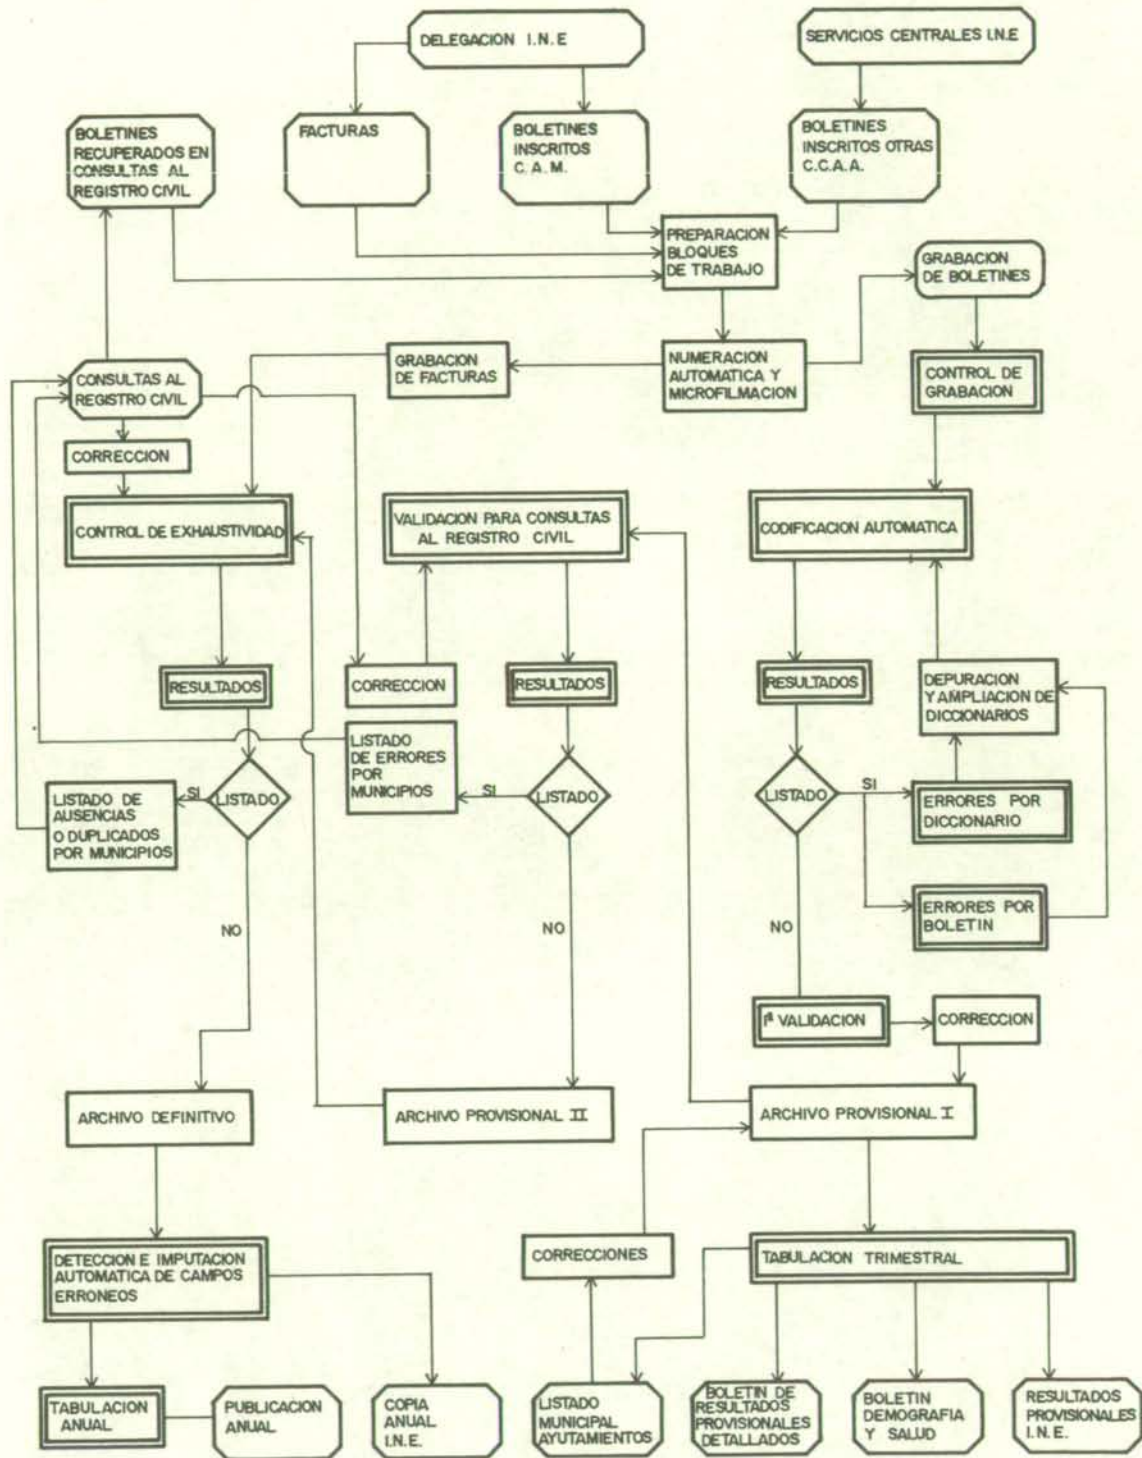 DELEGACION I.N.E
SERVICIOS CENTRALES I.N.E
BOLETINES
RECUPERADOS EN
CONSULTAS AL
REGISTRO CIVIL
FACTURAS
BOLETINES
INSCRITOS
C.A.M.
BOLETINES
INSCRITOS OTRAS
C.C.A.A.
PREPARACION
BLOQUES
DE TRABAJO
GRABACION
DE BOLETINES
CONSULTAS AL
REGISTRO CIVIL
GRABACION
DE FACTURAS
NUMERACION
AUTOMATICA Y
MICROFILMACION
CONTROL DE
GRABACION
CORRECCION
CONTROL DE EXHAUSTIVIDAD
VALIDACION PARA CONSULTAS
AL REGISTRO CIVIL
CODIFICACION AUTOMATICA
RESULTADOS
CORRECCION
RESULTADOS
RESULTADOS
DEPURACION
Y AMPLIACION DE
DICCIONARIOS
LISTADO DE
AUSENCIAS
O DUPLICADOS
POR MUNICIPIOS
SI
LISTADO
LISTADO
DE ERRORES
POR
MUNICIPIOS
SI
LISTADO
LISTADO
SI
ERRORES POR
DICCIONARIO
ERRORES POR
BOLETIN
NO
NO
NO
1ª VALIDACION
CORRECCION
ARCHIVO DEFINITIVO
ARCHIVO PROVISIONAL II
ARCHIVO PROVISIONAL I
DETECCION E IMPUTACION
AUTOMATICA DE CAMPOS
ERRONEOS
CORRECCIONES
TABULACION TRIMESTRAL
TABULACION
ANUAL
PUBLICACION
ANUAL
COPIA
ANUAL
I.N.E.
LISTADO
MUNICIPAL
AYUTAMIENTOS
BOLETIN DE
RESULTADOS
PROVISIONALES
DETALLADOS
BOLETIN
DEMOGRAFIA
Y SALUD
RESULTADOS
PROVISIONALES
I.N.E.